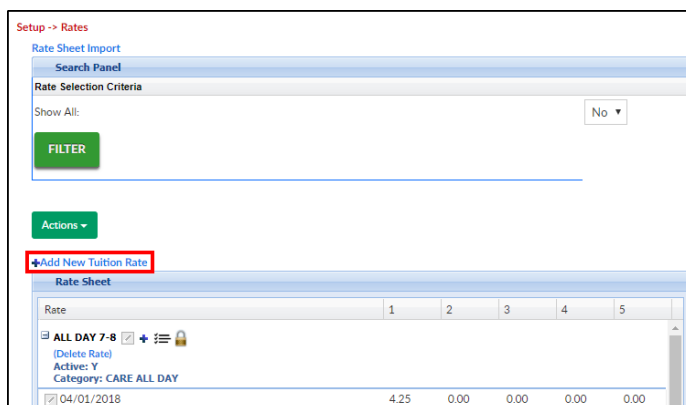 Setup -> Rates
Rate Sheet Import
Search Panel
Rate Selection Criteria
Show All: No
FILTER
Actions
Add New Tuition Rate
Rate Sheet
Rate 1 2 3 4 5
ALL DAY 7-8
(Delete Rate)
Active: Y
Category: CARE ALL DAY
04/01/2018 4.25 0.00 0.00 0.00 0.00